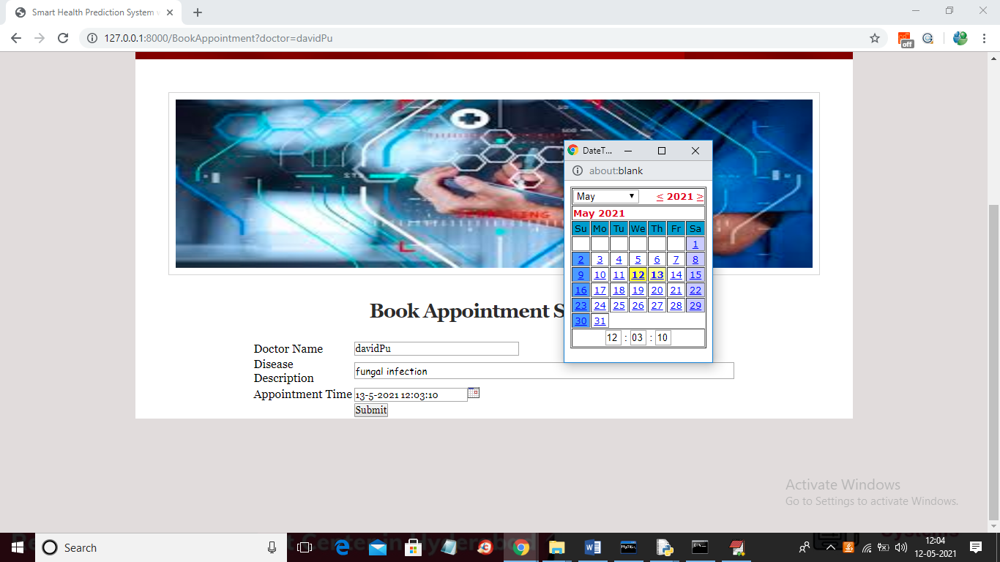 Smart Health Prediction System
127.0.0.1:8000/BookAppointment?doctor=davidPu
off
DateT...
about:blank
May < 2021 >
May 2021
Su Mo Tu We Th Fr Sa
1
2 3 4 5 6 7 8
9 10 11 12 13 14 15
16 17 18 19 20 21 22
23 24 25 26 27 28 29
30 31
12 : 03 : 10
Book Appointment S
Doctor Name davidPu
Disease
Description fungal infection
Appointment Time 13-5-2021 12:03:10
Submit
Activate Windows
Go to Settings to activate Windows.
Search
12:04
12-05-2021